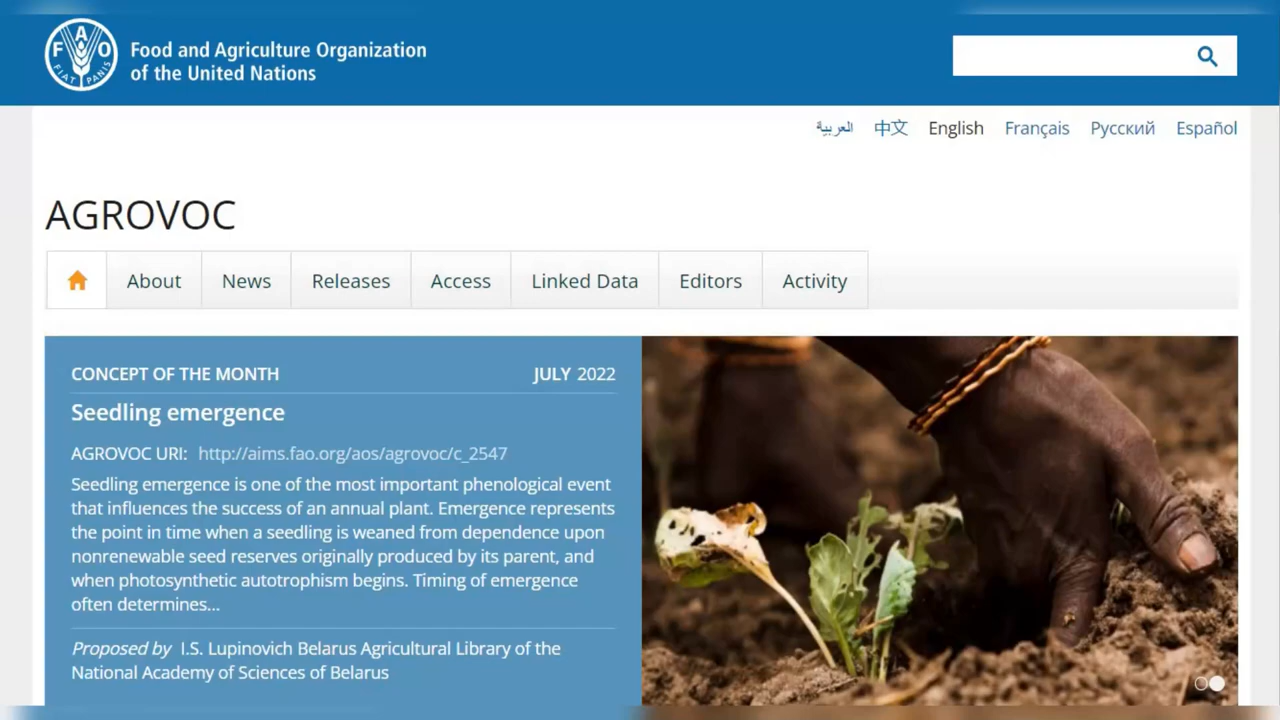 FAO
FIAT PANIS
Food and Agriculture Organization
of the United Nations
العربية 中文 English Français Русский Español
AGROVOC
About News Releases Access Linked Data Editors Activity
CONCEPT OF THE MONTH JULY 2022
Seedling emergence
AGROVOC URI: http://aims.fao.org/aos/agrovoc/c_2547
Seedling emergence is one of the most important phenological event
that influences the success of an annual plant. Emergence represents
the point in time when a seedling is weaned from dependence upon
nonrenewable seed reserves originally produced by its parent, and
when photosynthetic autotrophism begins. Timing of emergence
often determines...
Proposed by I.S. Lupinovich Belarus Agricultural Library of the
National Academy of Sciences of Belarus